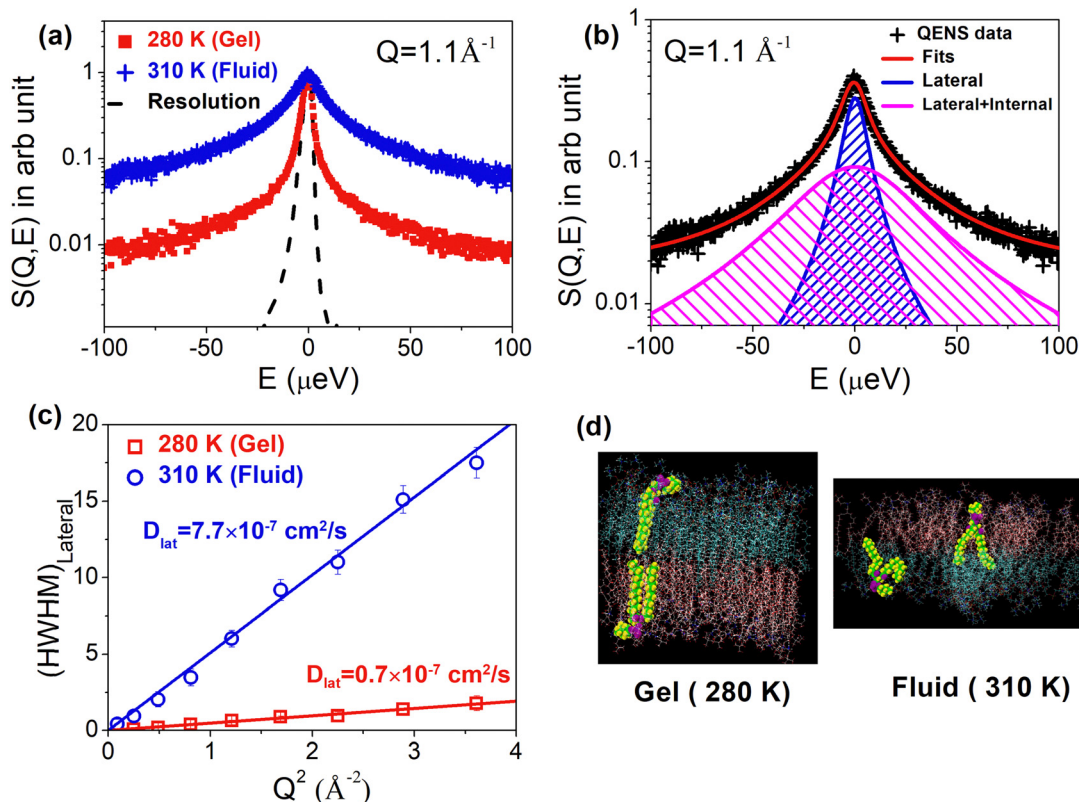 (a)
280 K (Gel)
310 K (Fluid)
Resolution
Q=1.1Å⁻¹
1
0.1
0.01
S(Q,E) in arb unit
-100 -50 0 50 100
E (μeV)
(b)
Q=1.1 Å⁻¹
QENS data
Fits
Lateral
Lateral+Internal
1
0.1
0.01
S(Q,E) in arb unit
-100 -50 0 50 100
E (μeV)
(c)
280 K (Gel)
310 K (Fluid)
D_lat=7.7×10⁻⁷ cm²/s
D_lat=0.7×10⁻⁷ cm²/s
20
15
10
5
0
(HWHM)_Lateral
0 1 2 3 4
Q² (Å⁻²)
(d)
Gel ( 280 K)
Fluid ( 310 K)